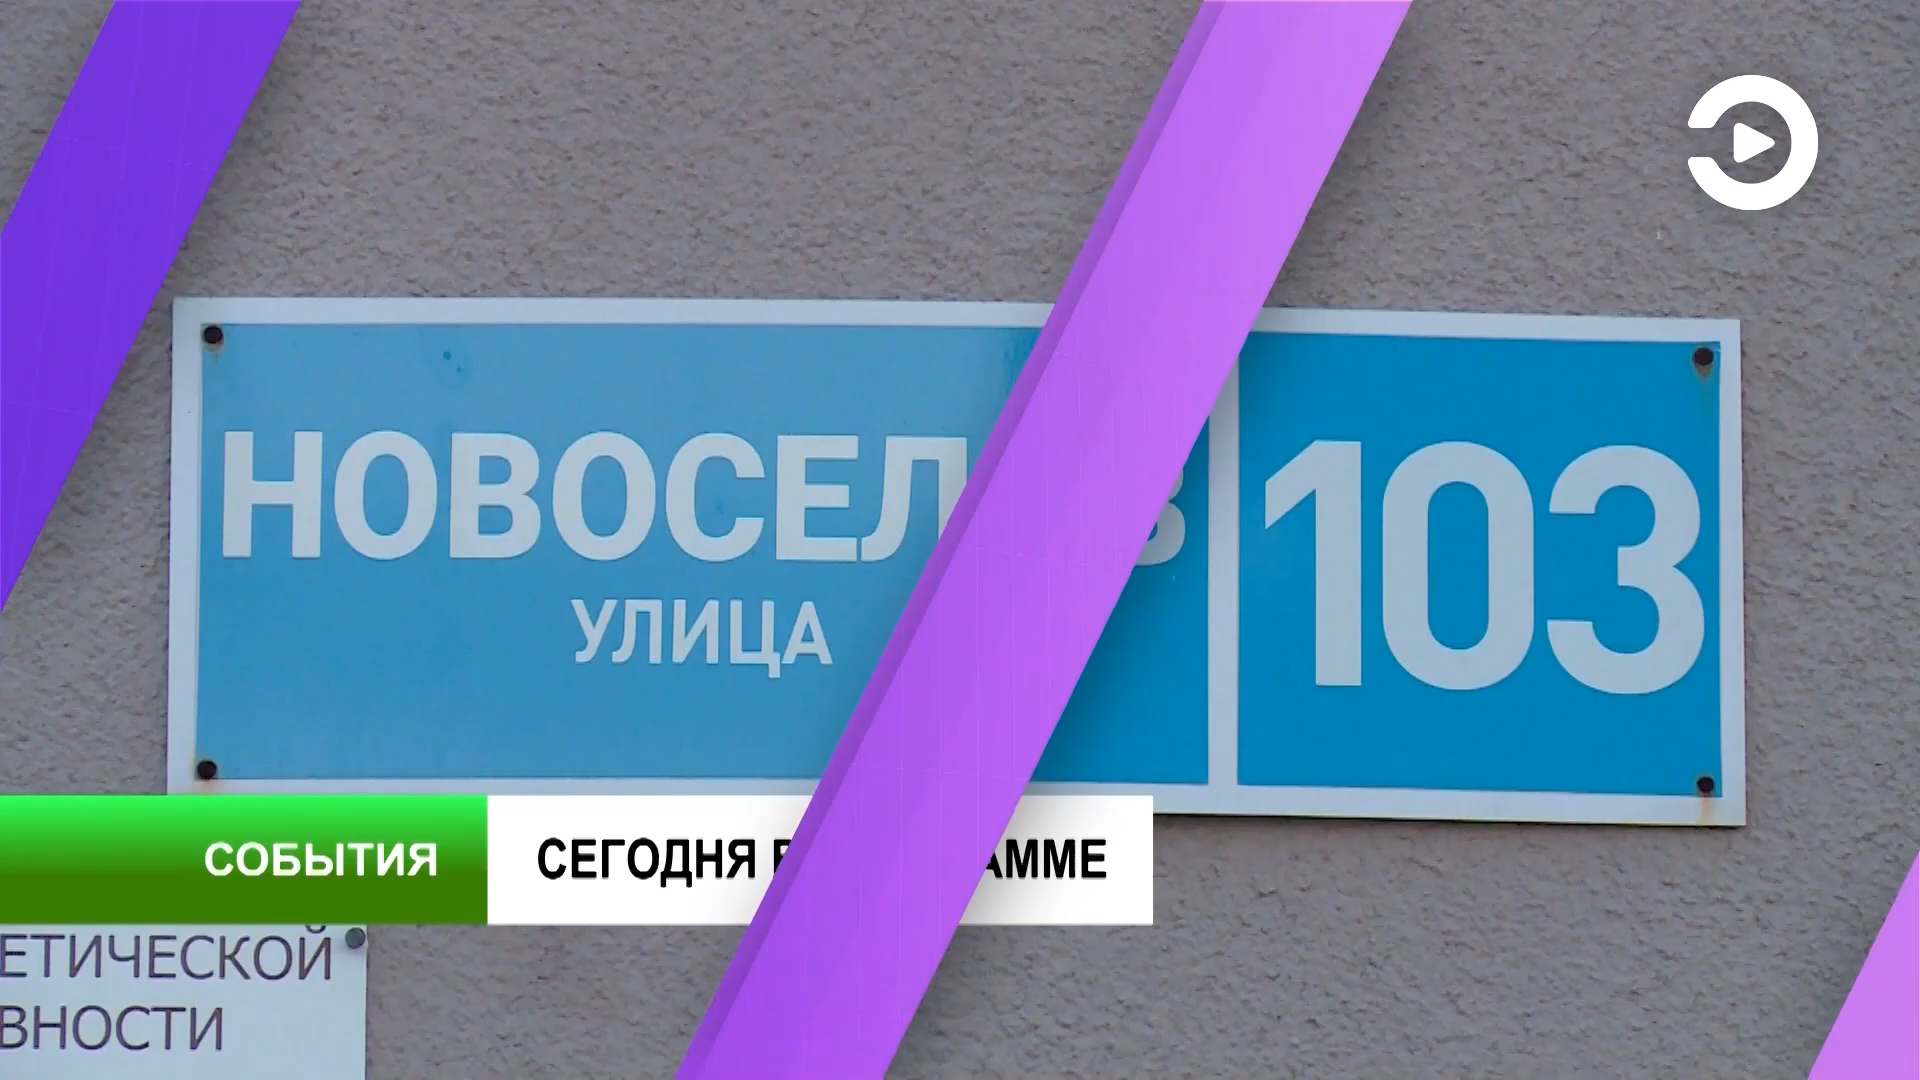 НОВОСЕЛ В
УЛИЦА
103
СОБЫТИЯ
СЕГОДНЯ В АММЕ
ЕТИЧЕСКОЙ
ВНОСТИ